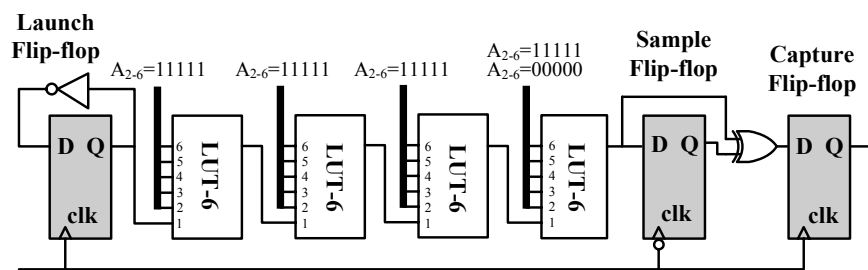 Launch
Flip-flop
A2-6=11111
A2-6=11111
A2-6=11111
A2-6=11111
A2-6=00000
Sample
Flip-flop
Capture
Flip-flop
D Q
clk
6
5
4
3
2
1
LUT-6
6
5
4
3
2
1
LUT-6
6
5
4
3
2
1
LUT-6
6
5
4
3
2
1
LUT-6
D Q
clk
D Q
clk